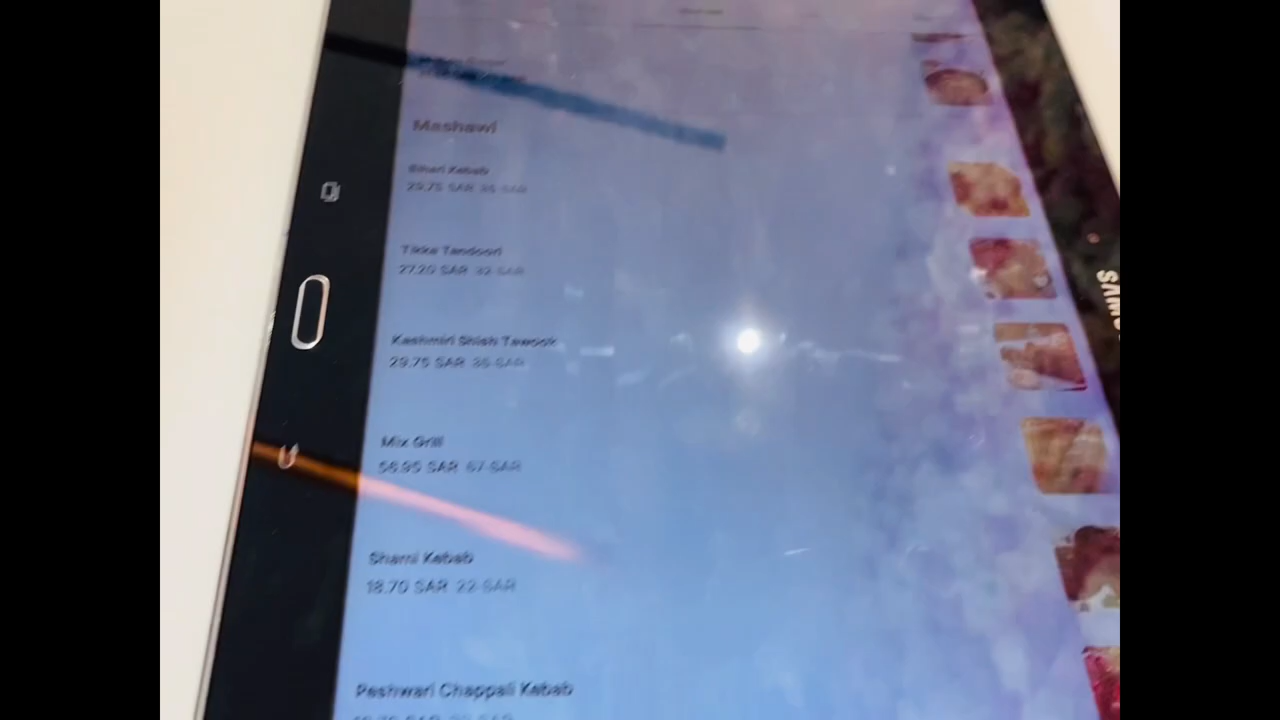 Mashawi
Bihari Kebab
29.75 SAR 35 SAR
Tikka Tandoori
27.20 SAR 32 SAR
Kashmiri Shish Tawook
29.75 SAR 35 SAR
Mix Grill
56.95 SAR 67 SAR
Shami Kebab
18.70 SAR 22 SAR
Peshwari Chappali Kebab